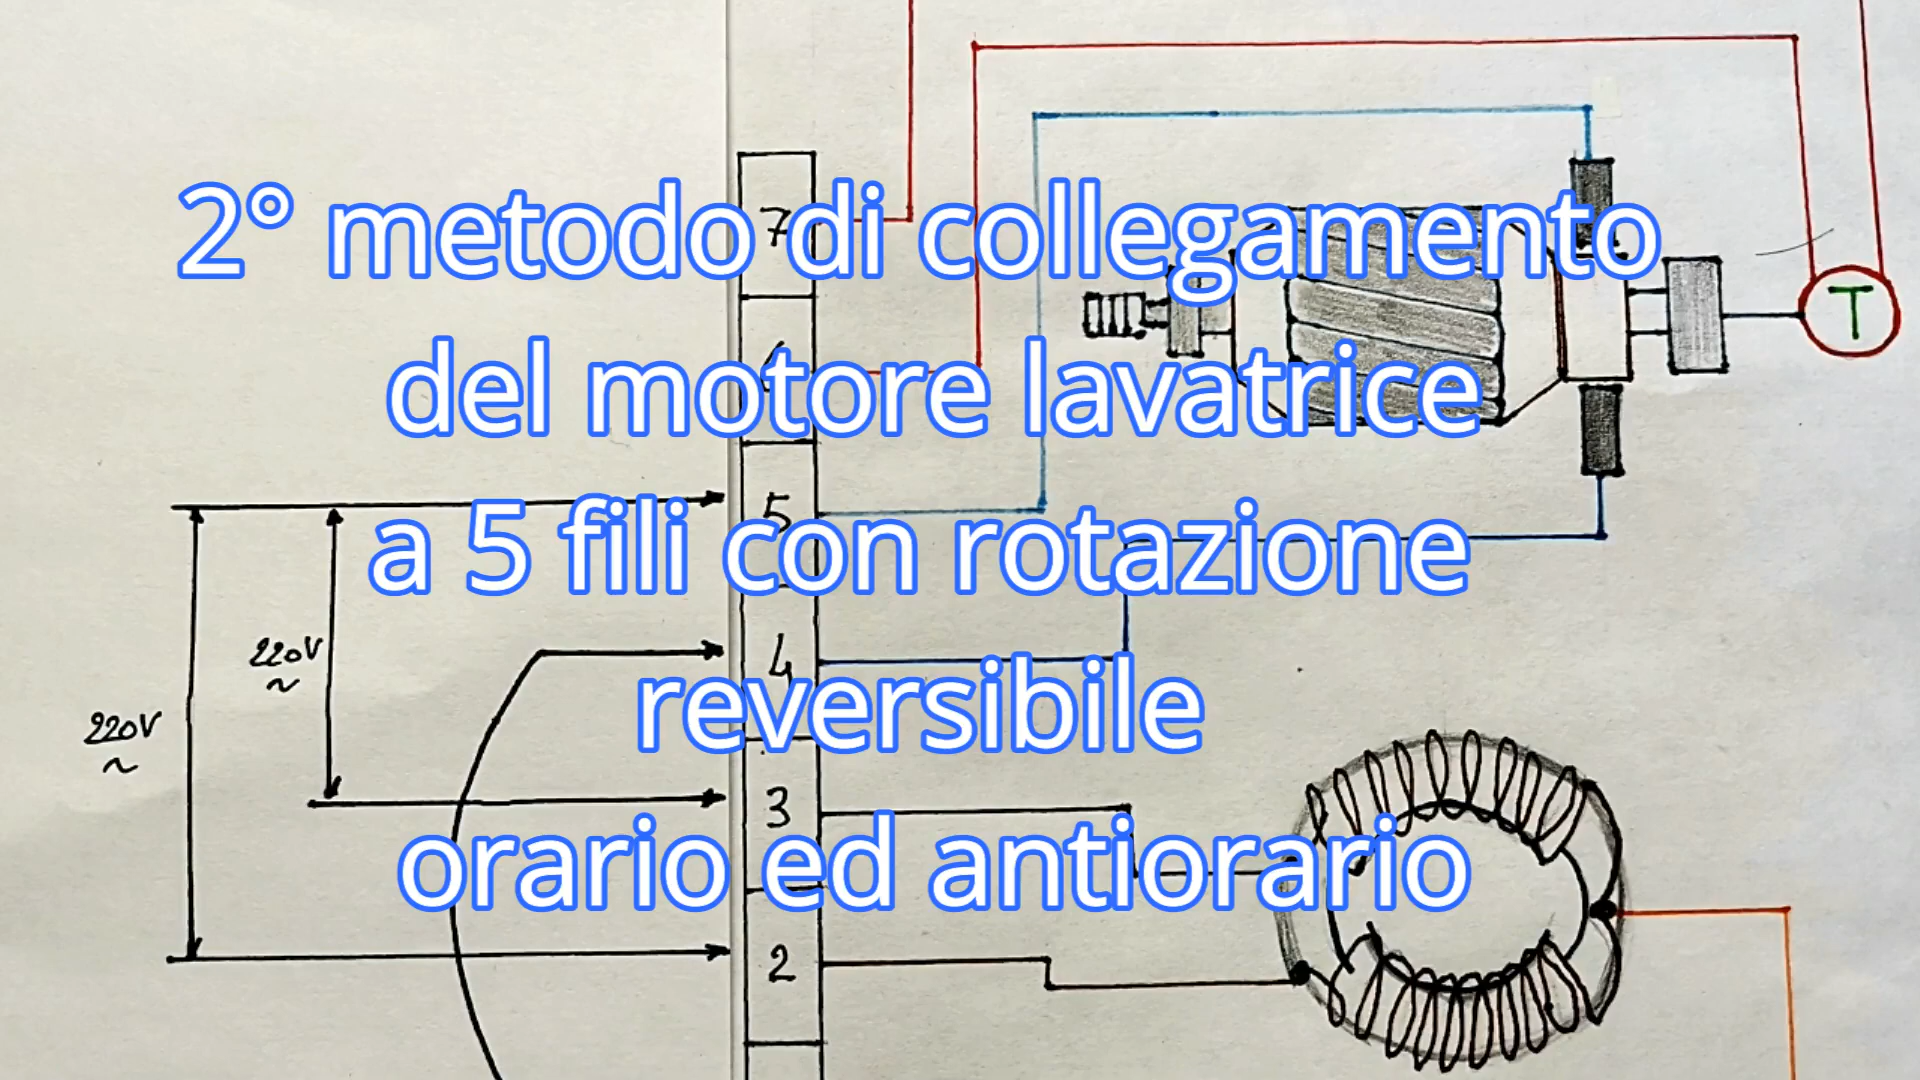 2° metodo di collegamento
del motore lavatrice
a 5 fili con rotazione
reversibile
orario ed antiorario
7
T
5
4
220V
~
220V
~
3
2